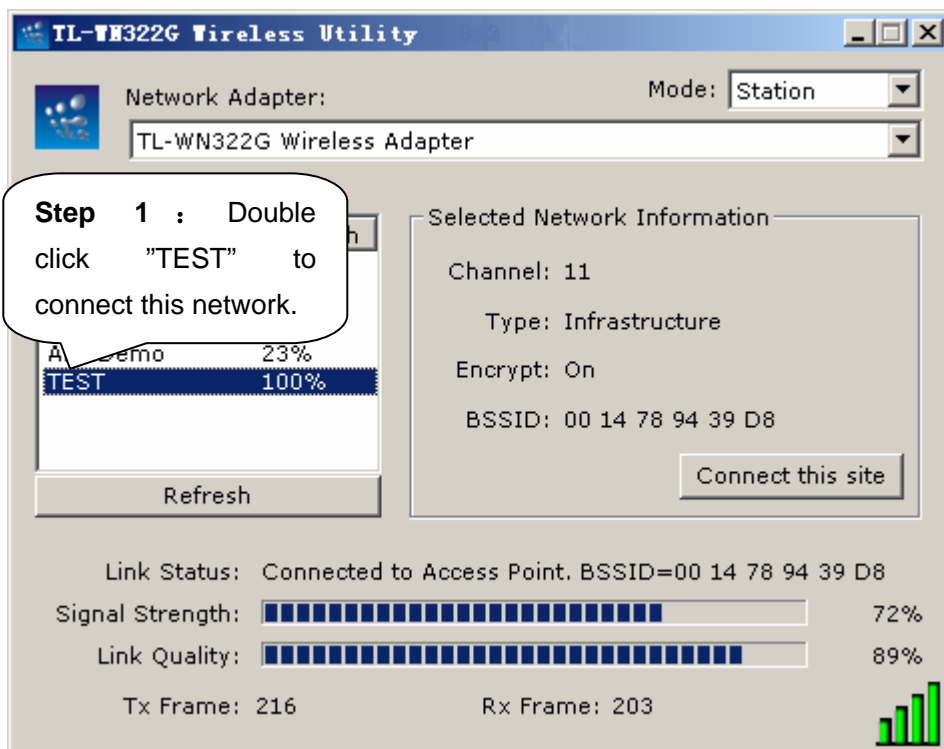 TL-WN322G Wireless Utility
Network Adapter:
Mode: Station
TL-WN322G Wireless Adapter
Step 1 ： Double
click ”TEST” to
connect this network.
Demo 23%
TEST 100%
Refresh
Selected Network Information
Channel: 11
Type: Infrastructure
Encrypt: On
BSSID: 00 14 78 94 39 D8
Connect this site
Link Status: Connected to Access Point. BSSID=00 14 78 94 39 D8
Signal Strength: 72%
Link Quality: 89%
Tx Frame: 216 Rx Frame: 203